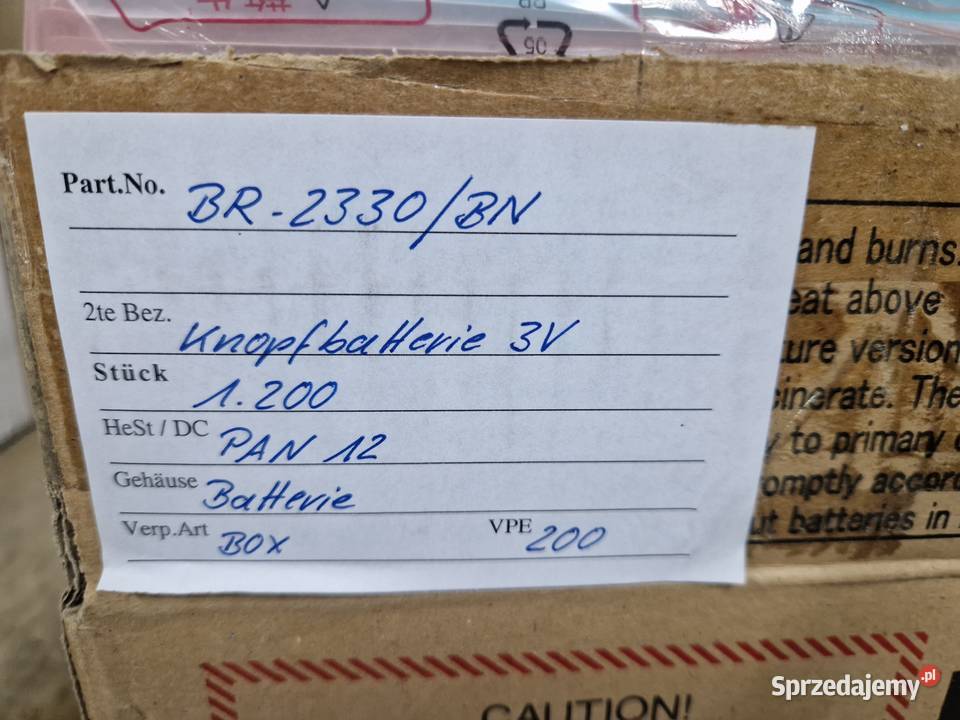 05
Part.No. BR-2330/BN
2te Bez. Knopfbatterie 3V
Stück 1.200
HeSt / DC PAN 12
Gehäuse Batterie
Verp.Art BOX VPE 200
and burns.
eat above
ture version
cinerate. The
to primary
omptly accord
ut batteries in
CAUTION!
Sprzedajemy.pl